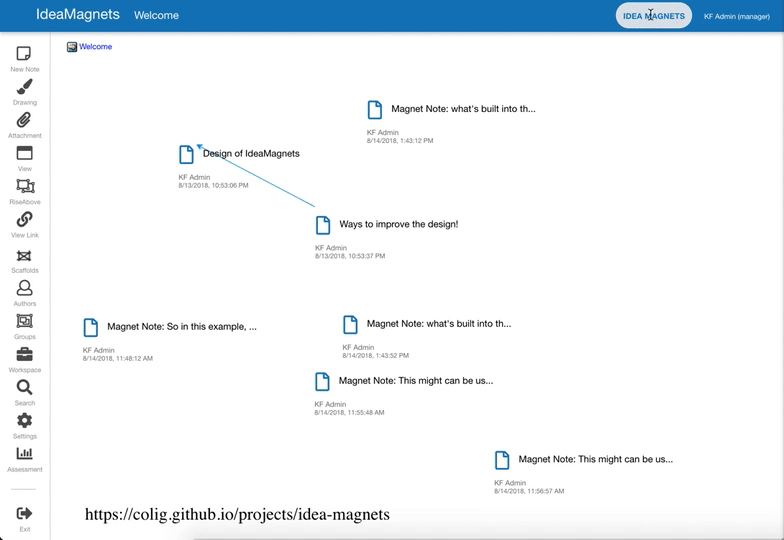 IdeaMagnets Welcome IDEA MAGNETS KF Admin (manager)
Welcome
New Note
Drawing
Attachment
View
RiseAbove
View Link
Scaffolds
Authors
Groups
Workspace
Search
Settings
Assessment
Exit
Magnet Note: what's built into th...
KF Admin
8/14/2018, 1:43:12 PM
Design of IdeaMagnets
KF Admin
8/13/2018, 10:53:06 PM
Ways to improve the design!
KF Admin
8/13/2018, 10:53:37 PM
Magnet Note: So in this example, ...
KF Admin
8/14/2018, 11:48:12 AM
Magnet Note: what's built into th...
KF Admin
8/14/2018, 1:43:52 PM
Magnet Note: This might can be us...
KF Admin
8/14/2018, 11:55:48 AM
Magnet Note: This might can be us...
KF Admin
8/14/2018, 11:56:57 AM
https://colig.github.io/projects/idea-magnets